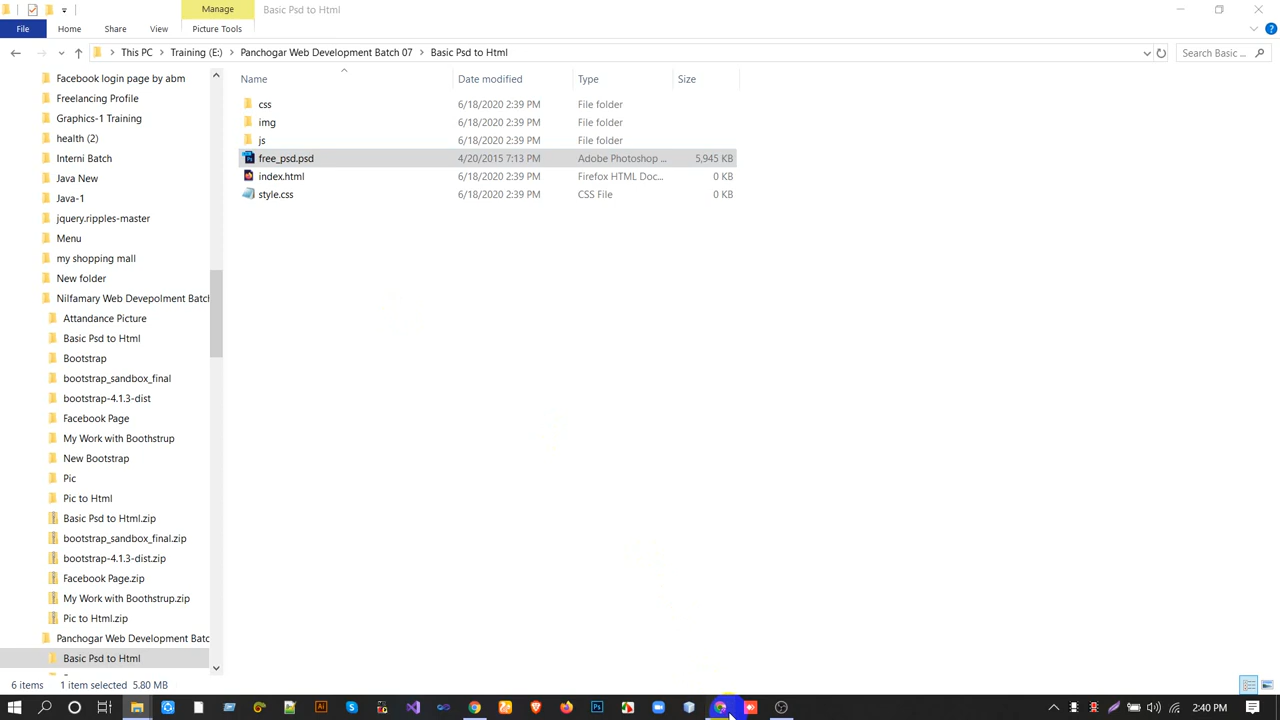 Manage
Basic Psd to Html
File
Home
Share
View
Picture Tools
This PC
Training (E:)
Panchogar Web Development Batch 07
Basic Psd to Html
Search Basic ...
Facebook login page by abm
Freelancing Profile
Graphics-1 Training
health (2)
Interni Batch
Java New
Java-1
jquery.ripples-master
Menu
my shopping mall
New folder
Nilfamary Web Devepolment Batch
Attandance Picture
Basic Psd to Html
Bootstrap
bootstrap_sandbox_final
bootstrap-4.1.3-dist
Facebook Page
My Work with Boothstrup
New Bootstrap
Pic
Pic to Html
Basic Psd to Html.zip
bootstrap_sandbox_final.zip
bootstrap-4.1.3-dist.zip
Facebook Page.zip
My Work with Boothstrup.zip
Pic to Html.zip
Panchogar Web Development Batc
Basic Psd to Html
Name Date modified Type Size
css 6/18/2020 2:39 PM File folder
img 6/18/2020 2:39 PM File folder
js 6/18/2020 2:39 PM File folder
free_psd.psd 4/20/2015 7:13 PM Adobe Photoshop ... 5,945 KB
index.html 6/18/2020 2:39 PM Firefox HTML Doc... 0 KB
style.css 6/18/2020 2:39 PM CSS File 0 KB
6 items 1 item selected 5.80 MB
2:40 PM